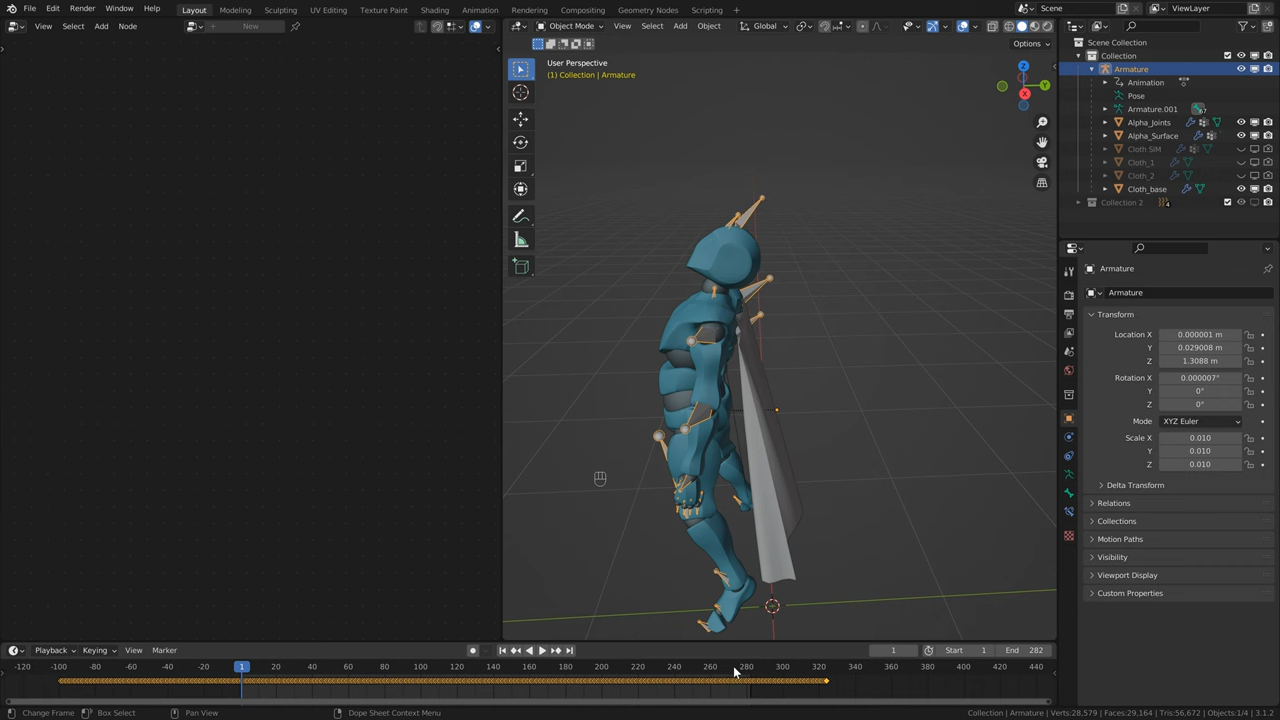 File Edit Render Window Help Layout Modeling Sculpting UV Editing Texture Paint Shading Animation Rendering Compositing Geometry Nodes Scripting + Scene ViewLayer
View Select Add Node New Object Mode View Select Add Object Global
Options
User Perspective
(1) Collection | Armature
Z
Y
X
Scene Collection
Collection
Armature
Animation
Pose
Armature.001
Alpha_Joints
Alpha_Surface
Cloth SIM
Cloth_1
Cloth_2
Cloth_base
Collection 2 4
Armature
Armature
Transform
Location X 0.000001 m
Y 0.029008 m
Z 1.3088 m
Rotation X 0.000007°
Y 0°
Z 0°
Mode XYZ Euler
Scale X 0.010
Y 0.010
Z 0.010
Delta Transform
Relations
Collections
Motion Paths
Visibility
Viewport Display
Custom Properties
Playback Keying View Marker 1 Start 1 End 282
-120 -100 -80 -60 -40 -20 1 20 40 60 80 100 120 140 160 180 200 220 240 260 280 300 320 340 360 380 400 420 440
Change Frame Box Select Pan View Dope Sheet Context Menu Collection | Armature | Verts:28,579 | Faces:29,164 | Tris:56,672 | Objects:1/4 | 3.1.2